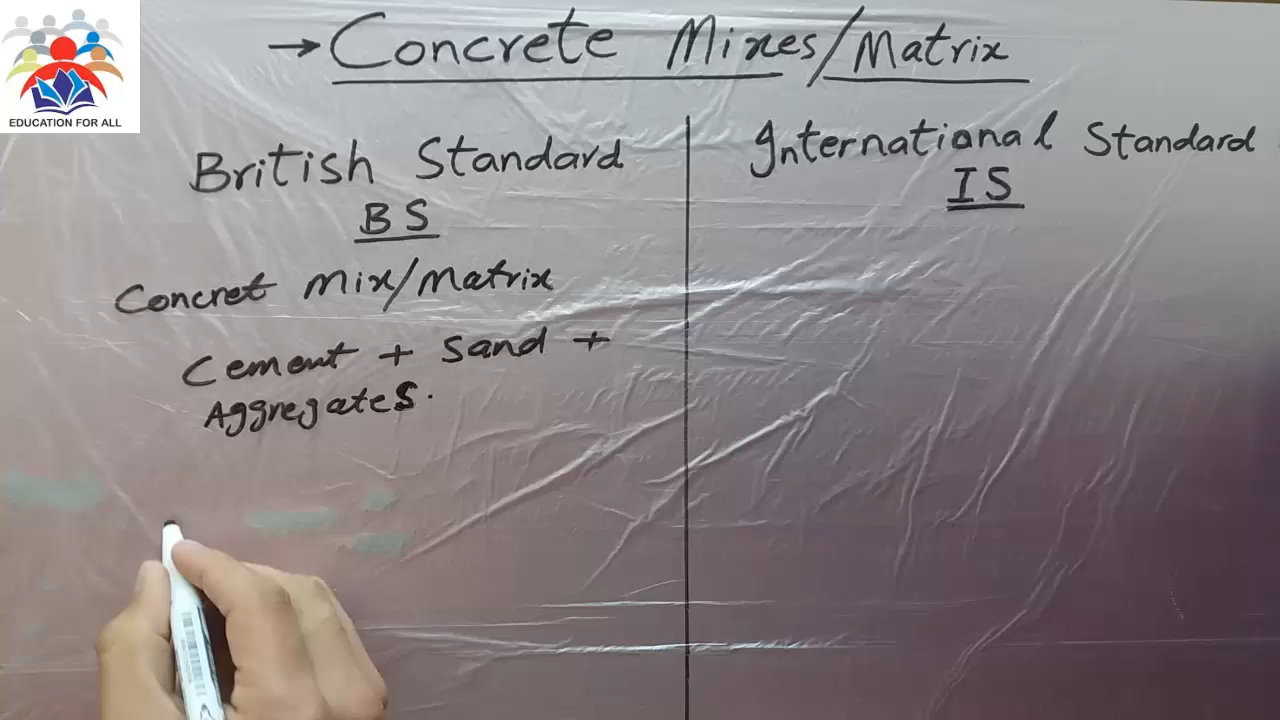 → Concrete Mixes/Matrix
EDUCATION FOR ALL
British Standard
BS
Concret Mix/Matrix
Cement + Sand +
Aggregates.
International Standard
IS